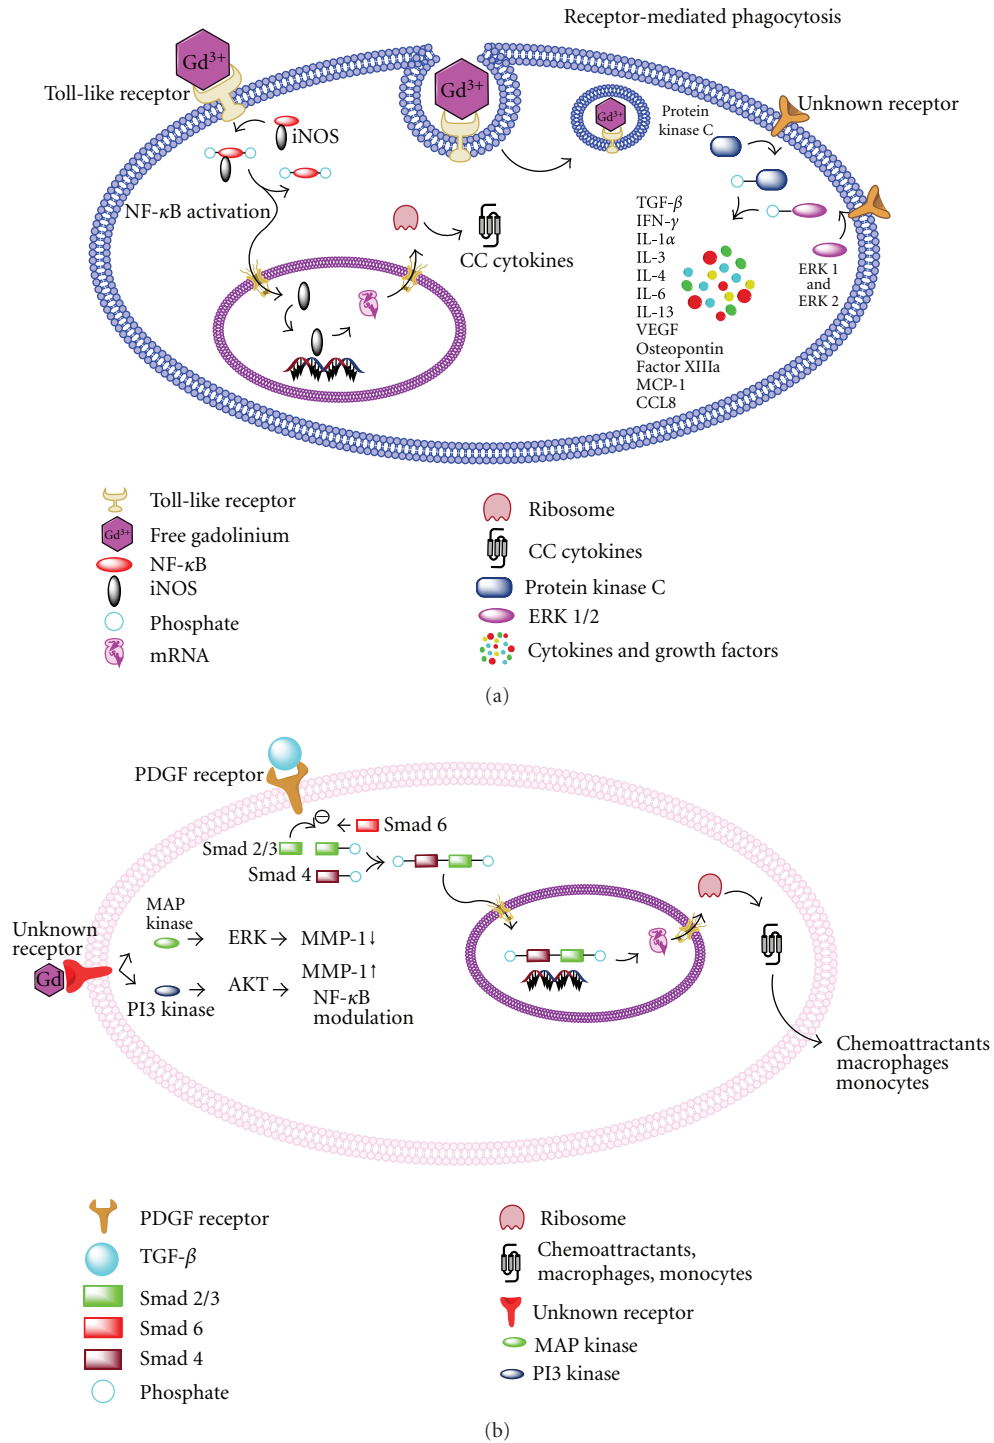 Receptor-mediated phagocytosis
Gd3+
Toll-like receptor
Gd3+
Gd3+
Protein
kinase C
Unknown receptor
iNOS
NF-κB activation
CC cytokines
TGF-β
IFN-γ
IL-1α
IL-3
IL-4
IL-6
IL-13
VEGF
Osteopontin
Factor XIIIa
MCP-1
CCL8
ERK 1
and
ERK 2
Toll-like receptor
Gd3+
Free gadolinium
NF-κB
iNOS
Phosphate
mRNA
Ribosome
CC cytokines
Protein kinase C
ERK 1/2
Cytokines and growth factors
(a)
PDGF receptor
Smad 6
Smad 2/3
Smad 4
MAP
kinase
Unknown
receptor
Gd
ERK
MMP-1↓
PI3 kinase
AKT
MMP-1↑
NF-κB
modulation
Chemoattractants
macrophages
monocytes
PDGF receptor
TGF-β
Smad 2/3
Smad 6
Smad 4
Phosphate
Ribosome
Chemoattractants,
macrophages, monocytes
Unknown receptor
MAP kinase
PI3 kinase
(b)